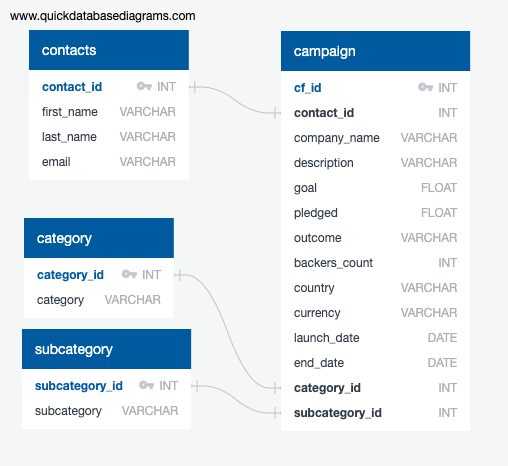 www.quickdatabasediagrams.com
contacts
contact_id INT
first_name VARCHAR
last_name VARCHAR
email VARCHAR
category
category_id INT
category VARCHAR
subcategory
subcategory_id INT
subcategory VARCHAR
campaign
cf_id INT
contact_id INT
company_name VARCHAR
description VARCHAR
goal FLOAT
pledged FLOAT
outcome VARCHAR
backers_count INT
country VARCHAR
currency VARCHAR
launch_date DATE
end_date DATE
category_id INT
subcategory_id INT